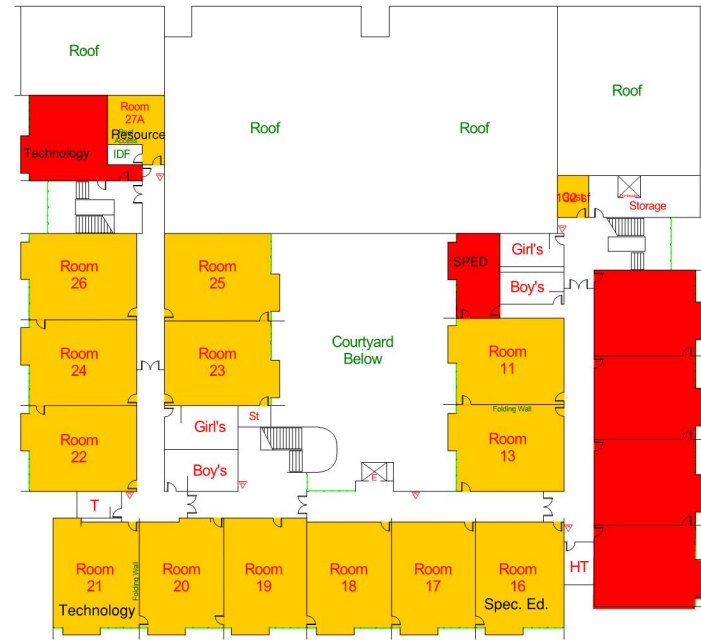 Roof
Roof
Roof
Roof
Room
27A
Access
Resource
Technology
IDF
Storage
Room
26
Room
25
SPED
Girl's
Boy's
Room
24
Room
23
Courtyard
Below
Room
11
Folding Wall
Room
22
Girl's
St
Boy's
Room
13
E
T
Room
21
Folding Wall
Technology
Room
20
Room
19
Room
18
Room
17
Room
16
Spec. Ed.
HT